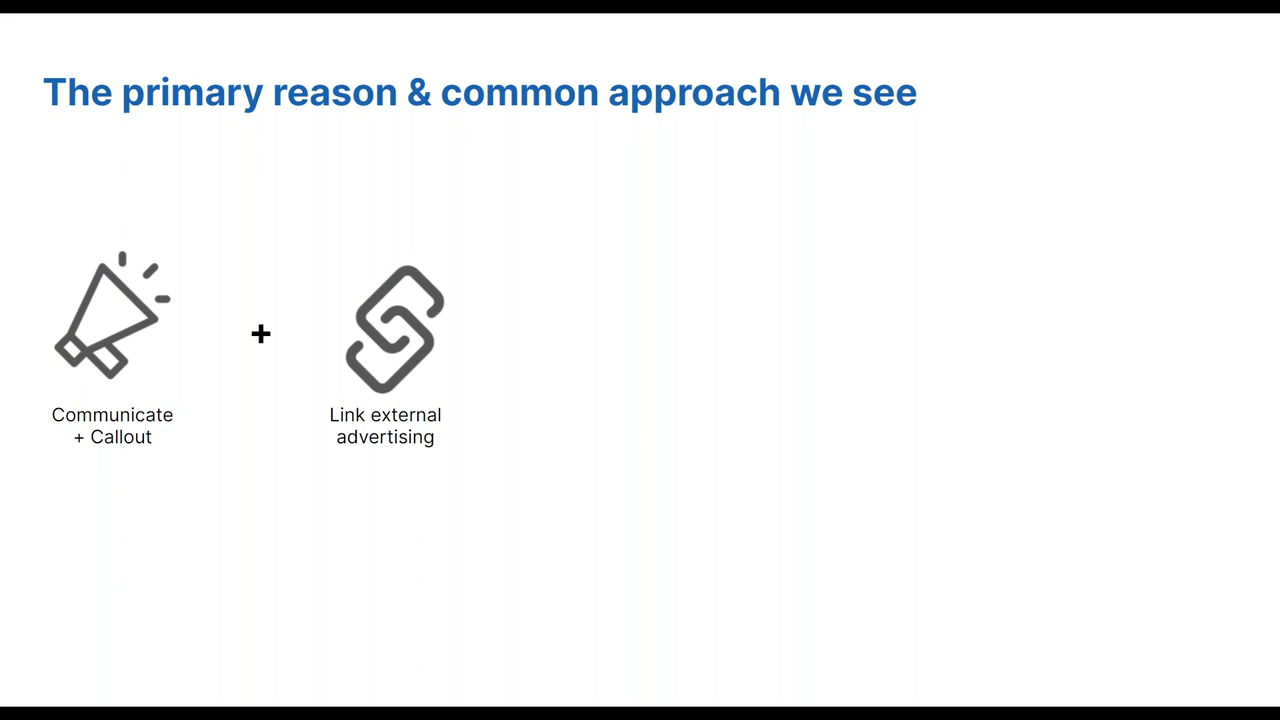 The primary reason & common approach we see
+
Communicate
+ Callout
Link external
advertising